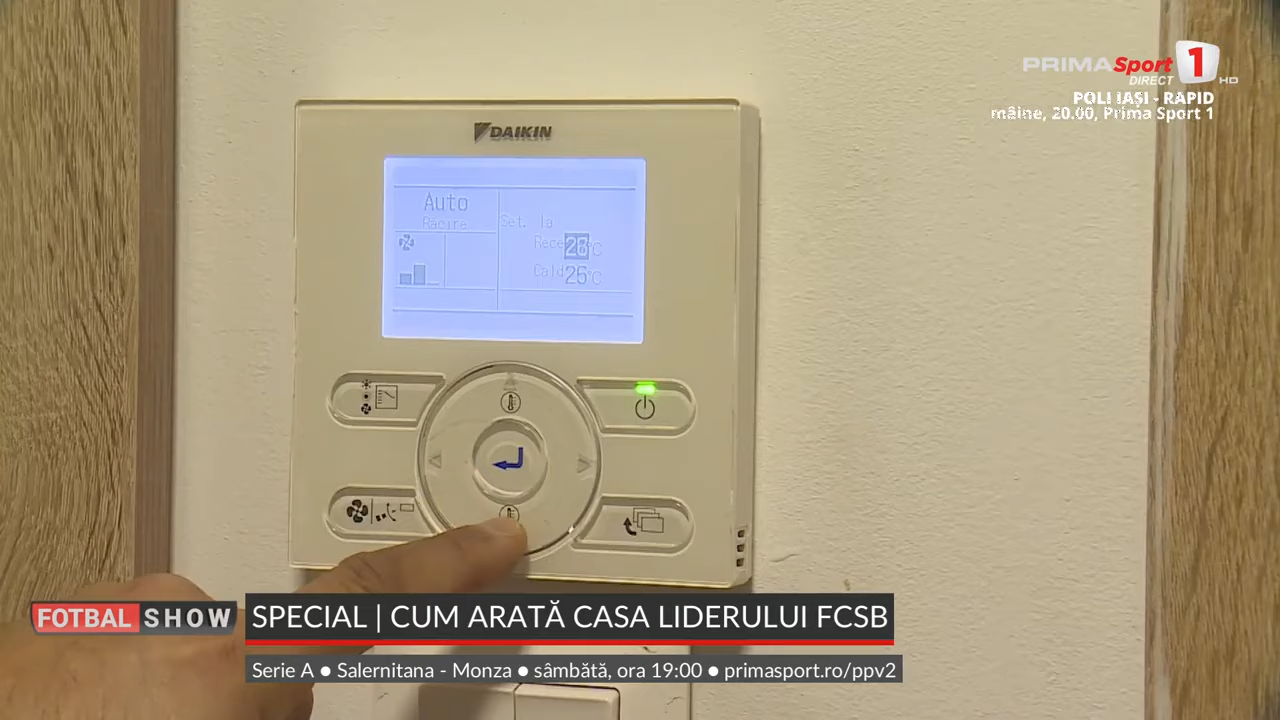 PRIMA Sport 1
DIRECT HD
POLI IAȘI - RAPID
mâine, 20.00, Prima Sport 1
DAIKIN
Auto
Racire
Set. la
Rece 28°C
Cald 25°C
FOTBAL SHOW
SPECIAL | CUM ARATĂ CASA LIDERULUI FCSB
Serie A ● Salernitana - Monza ● sâmbătă, ora 19:00 ● primasport.ro/ppv2